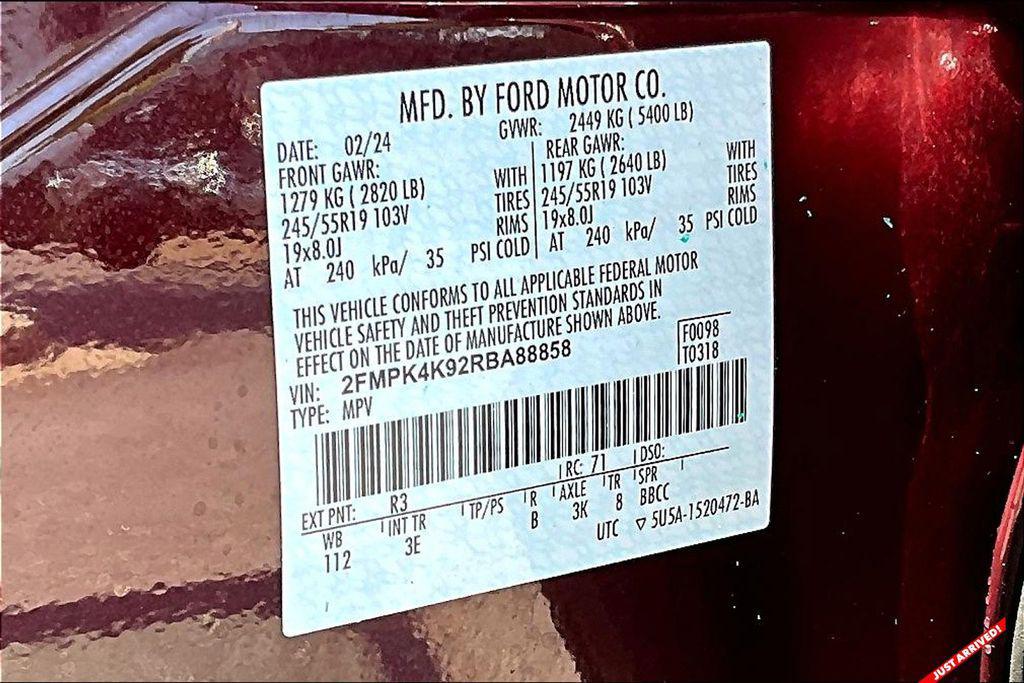 MFD. BY FORD MOTOR CO.
DATE: 02/24 GVWR: 2449 KG ( 5400 LB)
FRONT GAWR: REAR GAWR:
1279 KG ( 2820 LB) WITH 1197 KG ( 2640 LB) WITH
245/55R19 103V TIRES 245/55R19 103V TIRES
19x8.0J RIMS 19x8.0J RIMS
AT 240 kPa/ 35 PSI COLD AT 240 kPa/ 35 PSI COLD
THIS VEHICLE CONFORMS TO ALL APPLICABLE FEDERAL MOTOR
VEHICLE SAFETY AND THEFT PREVENTION STANDARDS IN
EFFECT ON THE DATE OF MANUFACTURE SHOWN ABOVE.
VIN: 2FMPK4K92RBA88858 F0098
TYPE: MPV T0318
EXT PNT: R3 RC: 71 DSO:
WB INT TR TP/PS R AXLE TR SPR
112 3E B 3K 8 BBCC
UTC ▽ 5U5A-1520472-BA
JUST ARRIVED!